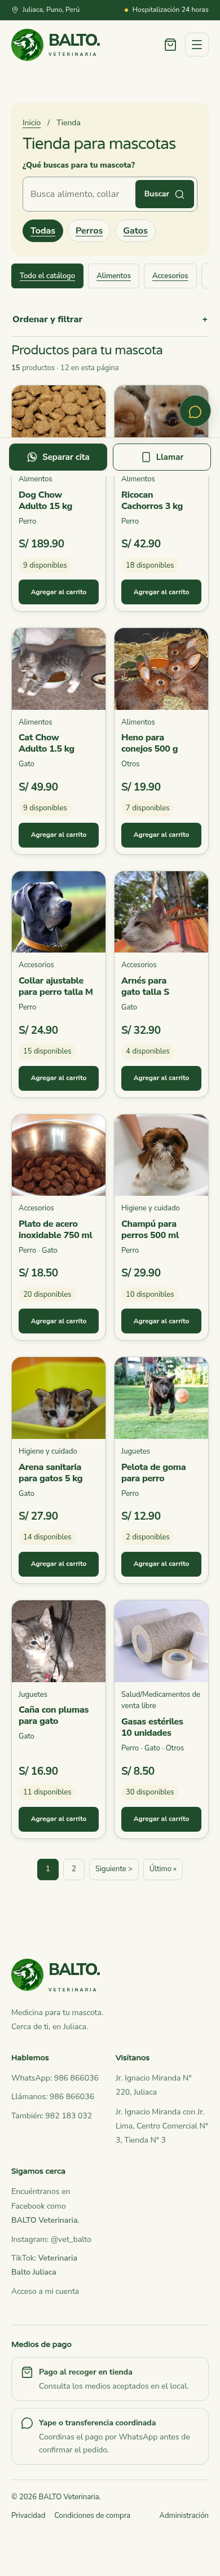 Juliaca, Puno, Perú
Hospitalización 24 horas
BALTO.
VETERINARIA
Inicio / Tienda
Tienda para mascotas
¿Qué buscas para tu mascota?
Busca alimento, collar
Buscar
Todas Perros Gatos
Todo el catálogo Alimentos Accesorios
Ordenar y filtrar +
Productos para tu mascota
15 productos · 12 en esta página
Separar cita
Llamar
Alimentos
Dog Chow
Adulto 15 kg
Perro
S/ 189.90
9 disponibles
Agregar al carrito
Alimentos
Ricocan
Cachorros 3 kg
Perro
S/ 42.90
18 disponibles
Agregar al carrito
Alimentos
Cat Chow
Adulto 1.5 kg
Gato
S/ 49.90
9 disponibles
Agregar al carrito
Alimentos
Heno para
conejos 500 g
Otros
S/ 19.90
7 disponibles
Agregar al carrito
Accesorios
Collar ajustable
para perro talla M
Perro
S/ 24.90
15 disponibles
Agregar al carrito
Accesorios
Arnés para
gato talla S
Gato
S/ 32.90
4 disponibles
Agregar al carrito
Accesorios
Plato de acero
inoxidable 750 ml
Perro · Gato
S/ 18.50
20 disponibles
Agregar al carrito
Higiene y cuidado
Champú para
perros 500 ml
Perro
S/ 29.90
10 disponibles
Agregar al carrito
Higiene y cuidado
Arena sanitaria
para gatos 5 kg
Gato
S/ 27.90
14 disponibles
Agregar al carrito
Juguetes
Pelota de goma
para perro
Perro
S/ 12.90
2 disponibles
Agregar al carrito
Juguetes
Caña con plumas
para gato
Gato
S/ 16.90
11 disponibles
Agregar al carrito
Salud/Medicamentos de
venta libre
Gasas estériles
10 unidades
Perro · Gato · Otros
S/ 8.50
30 disponibles
Agregar al carrito
1 2 Siguiente > Último »
BALTO.
VETERINARIA
Medicina para tu mascota.
Cerca de ti, en Juliaca.
Hablemos
WhatsApp: 986 866036
Llámanos: 986 866036
También: 982 183 032
Visítanos
Jr. Ignacio Miranda N°
220, Juliaca
Jr. Ignacio Miranda con Jr.
Lima, Centro Comercial N°
3, Tienda N° 3
Sigamos cerca
Encuéntranos en
Facebook como
BALTO Veterinaria.
Instagram: @vet_balto
TikTok: Veterinaria
Balto Juliaca
Acceso a mi cuenta
Medios de pago
Pago al recoger en tienda
Consulta los medios aceptados en el local.
Yape o transferencia coordinada
Coordinas el pago por WhatsApp antes de
confirmar el pedido.
© 2026 BALTO Veterinaria.
Privacidad Condiciones de compra Administración